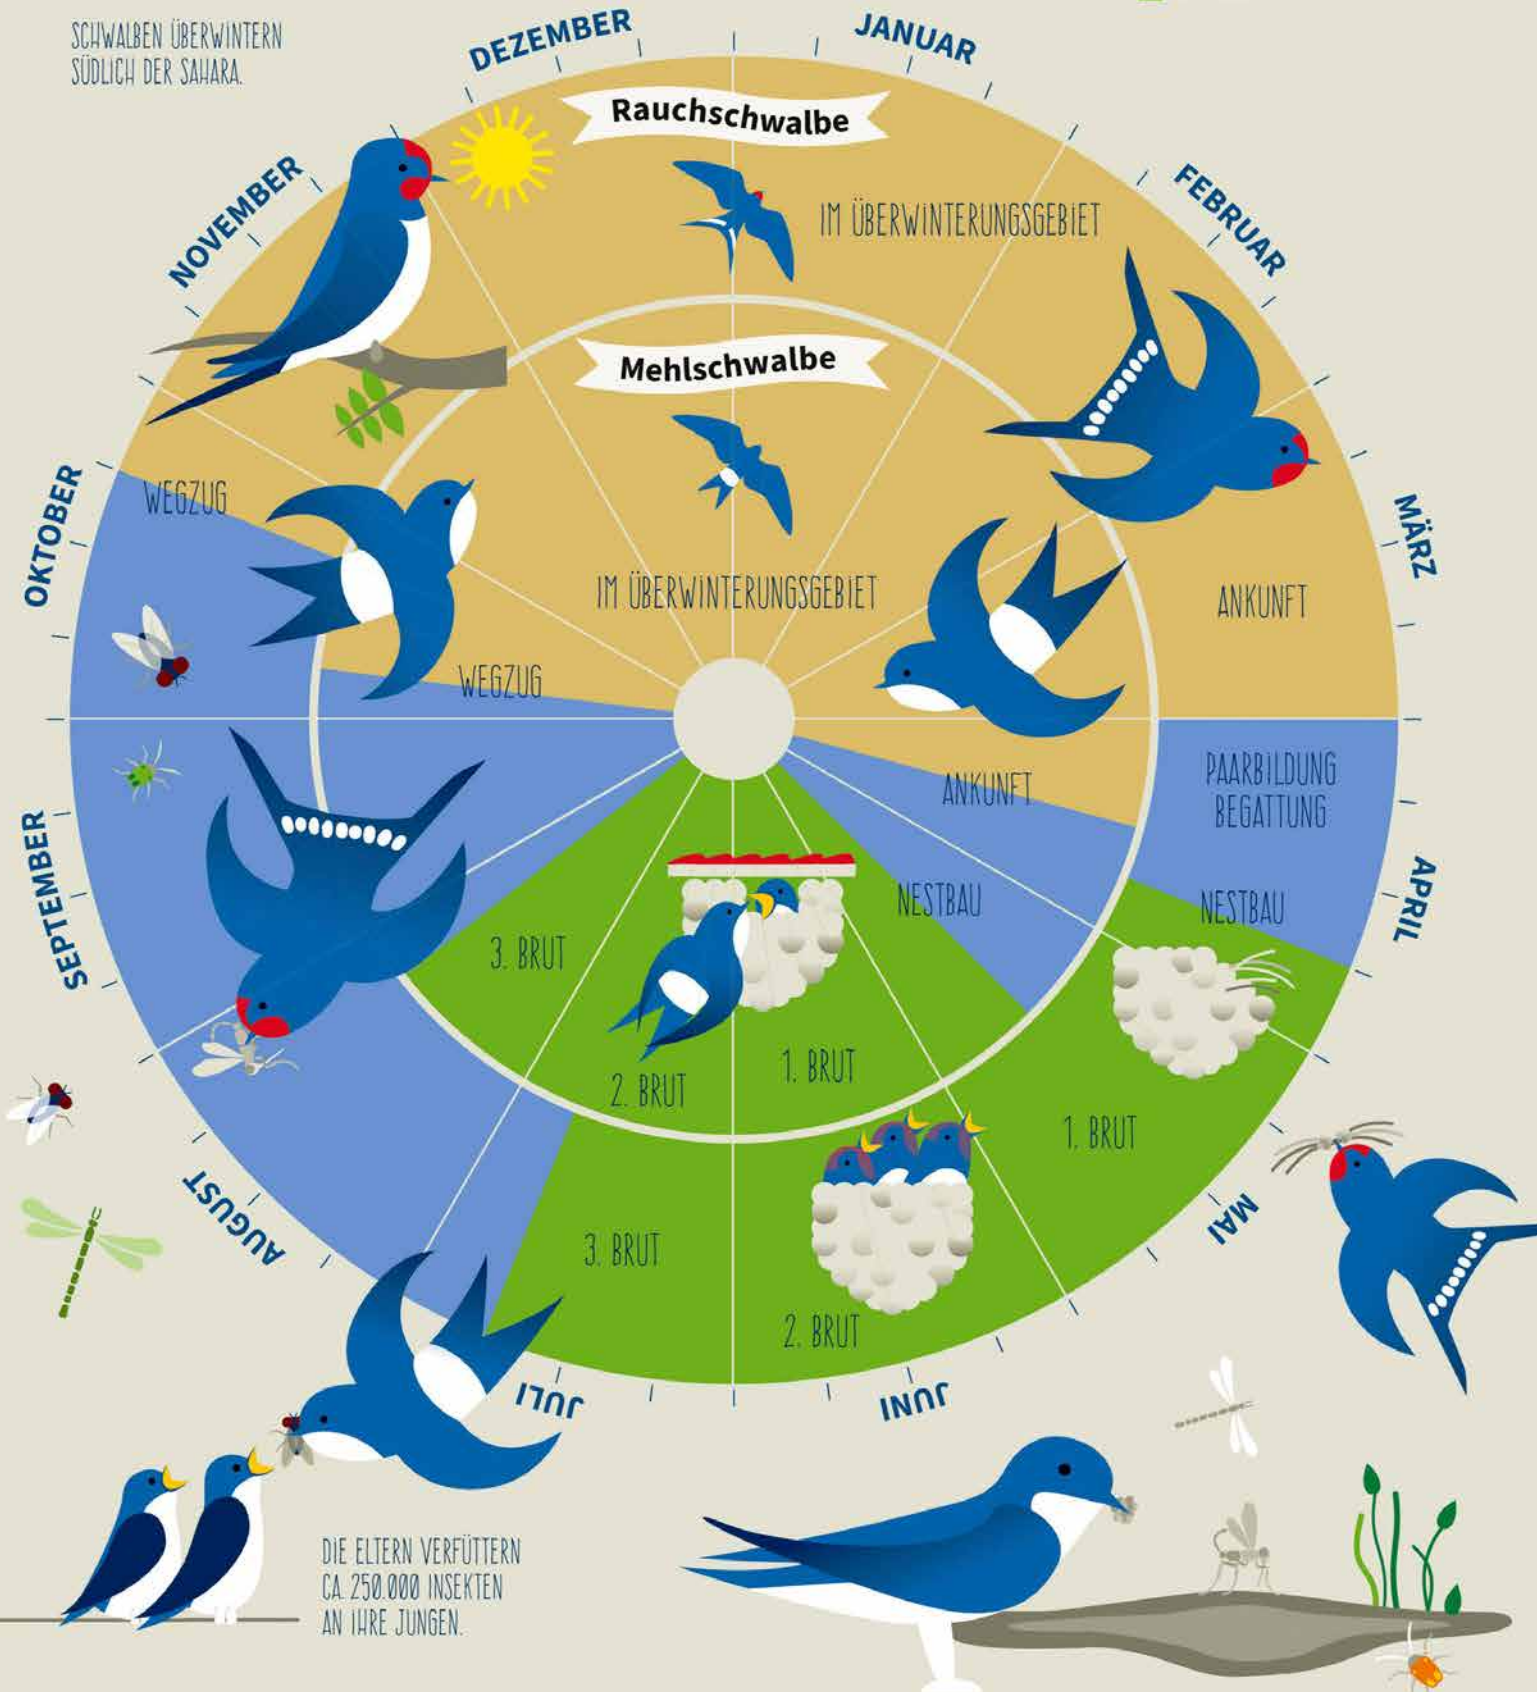 SCHWALBEN ÜBERWINTERN
SÜDLICH DER SAHARA.
DEZEMBER
JANUAR
FEBRUAR
MÄRZ
APRIL
MAI
JUNI
JULI
AUGUST
SEPTEMBER
OKTOBER
NOVEMBER
Rauchschwalbe
IM ÜBERWINTERUNGSGEBIET
ANKUNFT
PAARBILDUNG
BEGATTUNG
NESTBAU
1. BRUT
2. BRUT
3. BRUT
WEGZUG
Mehlschwalbe
IM ÜBERWINTERUNGSGEBIET
ANKUNFT
NESTBAU
1. BRUT
2. BRUT
3. BRUT
WEGZUG
DIE ELTERN VERFÜTTERN
CA. 250.000 INSEKTEN
AN IHRE JUNGEN.